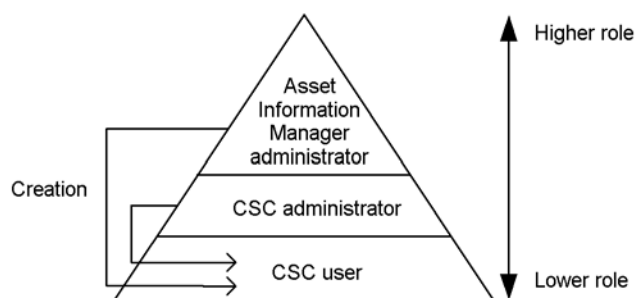 Higher role
Asset
Information
Manager
administrator
Creation
CSC administrator
CSC user
Lower role